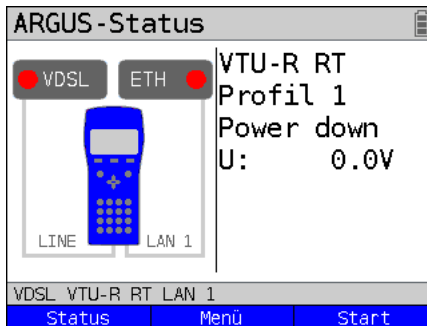 ARGUS-Status
VDSL ETH
LINE LAN 1
VTU-R RT
Profil 1
Power down
U: 0.0V
VDSL VTU-R RT LAN 1
Status Menü Start